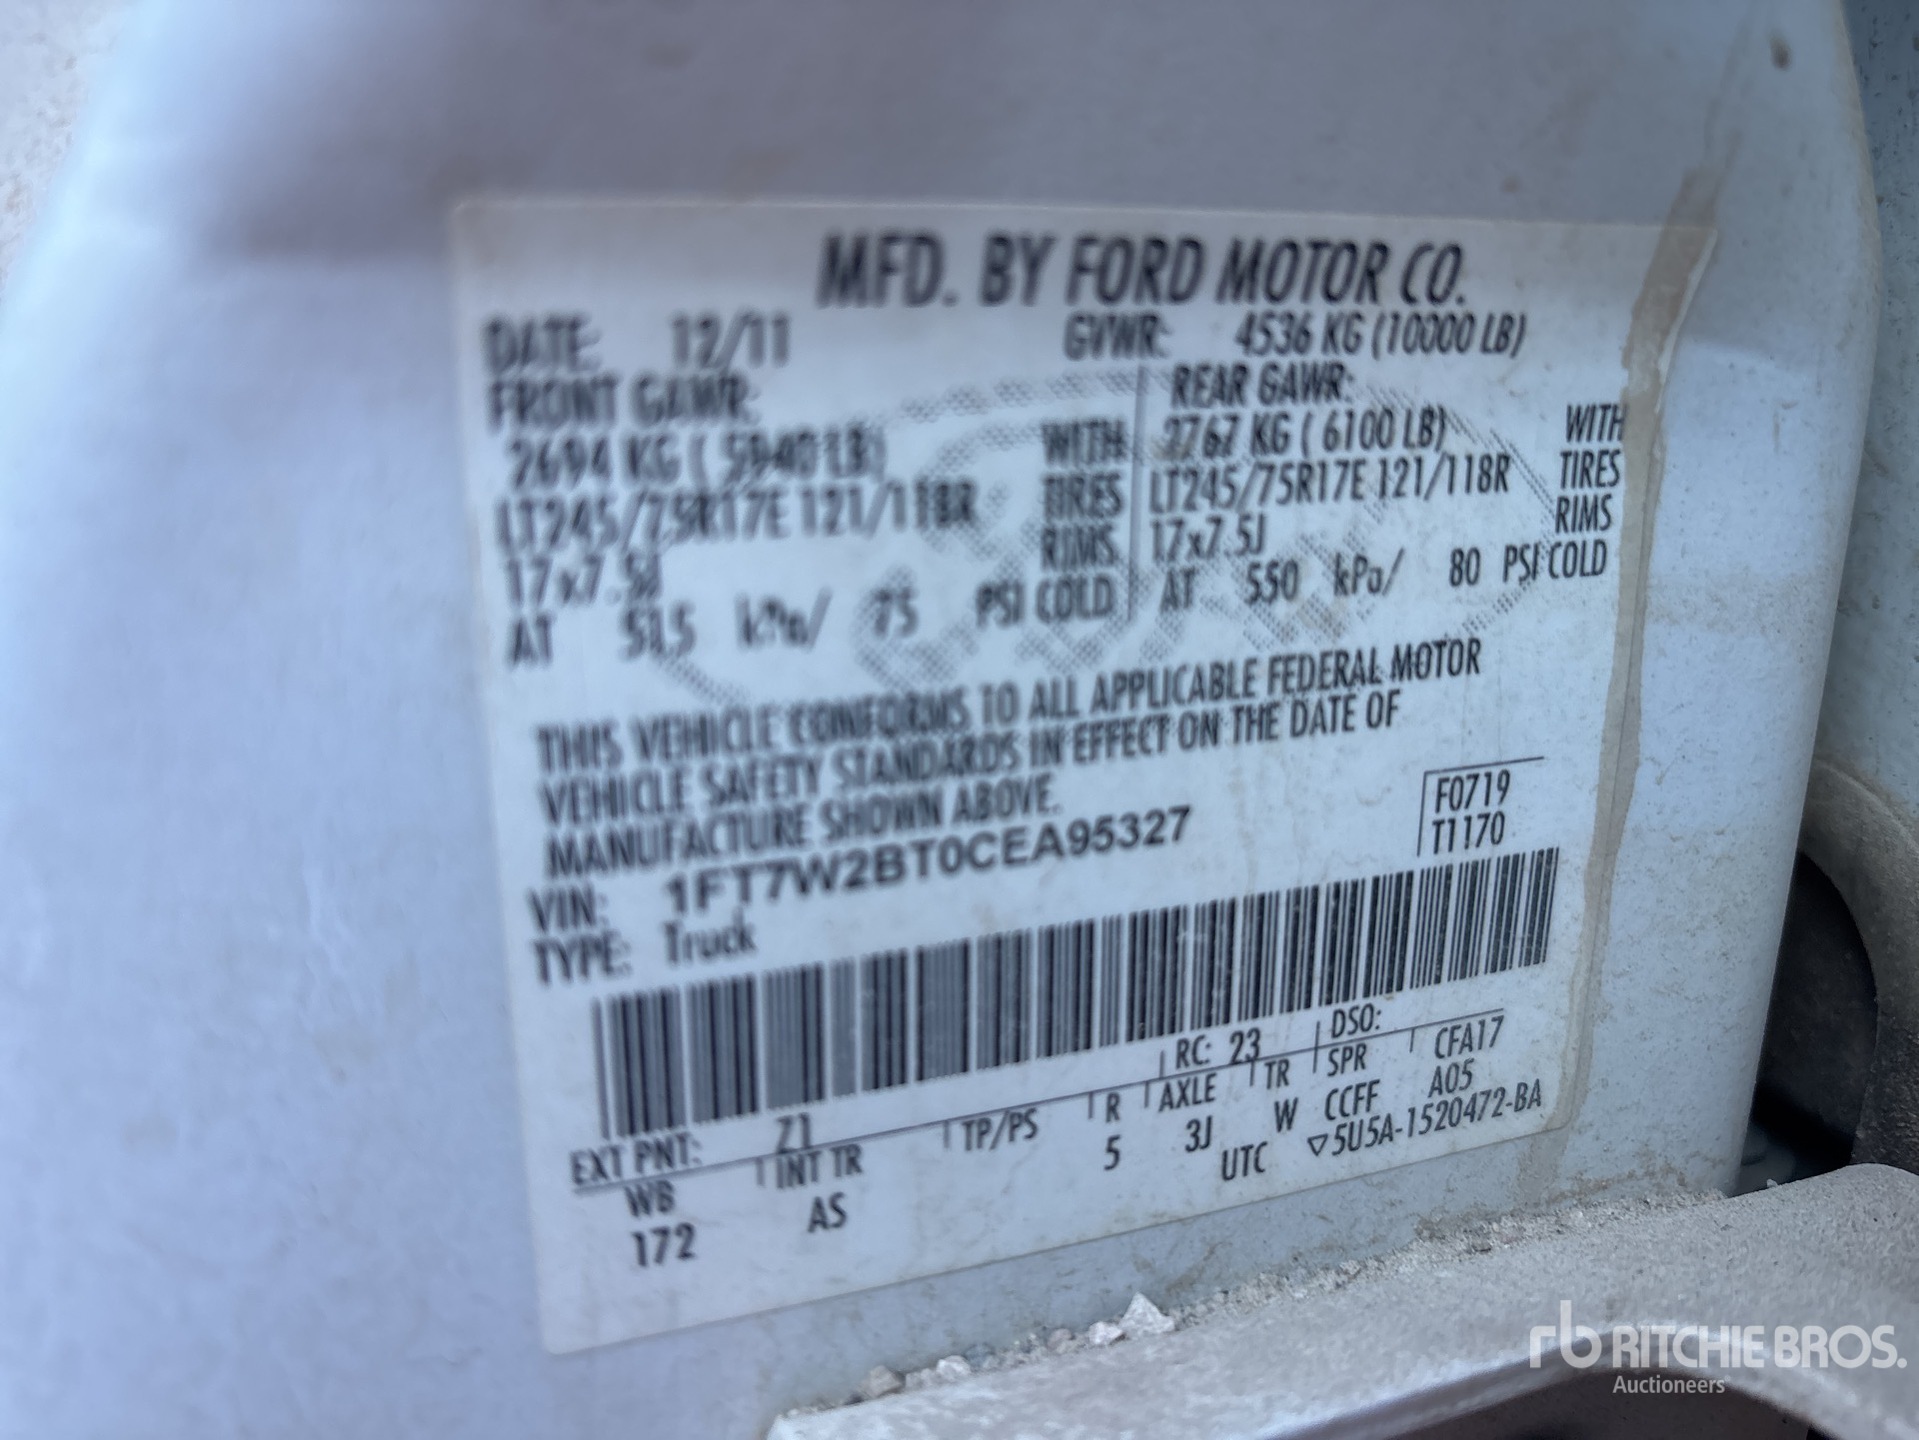 MFD. BY FORD MOTOR CO.
DATE: 12/11 GVWR: 4536 KG (10000 LB)
FRONT GAWR: REAR GAWR:
2694 KG ( 5940 LB) WITH 2767 KG ( 6100 LB) WITH
LT245/75R17E 121/118R TIRES LT245/75R17E 121/118R TIRES
17x7.5J RIMS 17x7.5J RIMS
AT 515 kPa/ 75 PSI COLD AT 550 kPa/ 80 PSI COLD
THIS VEHICLE CONFORMS TO ALL APPLICABLE FEDERAL MOTOR
VEHICLE SAFETY STANDARDS IN EFFECT ON THE DATE OF
MANUFACTURE SHOWN ABOVE.
VIN: 1FT7W2BT0CEA95327
TYPE: Truck
F0719
T1170
EXT PNT: Z1 RC: 23 DSO:
WB INT TR TP/PS R AXLE TR SPR CFA17
172 AS 5 3J W CCFF A05
UTC ▽5U5A-1520472-BA
rb RITCHIE BROS.
Auctioneers